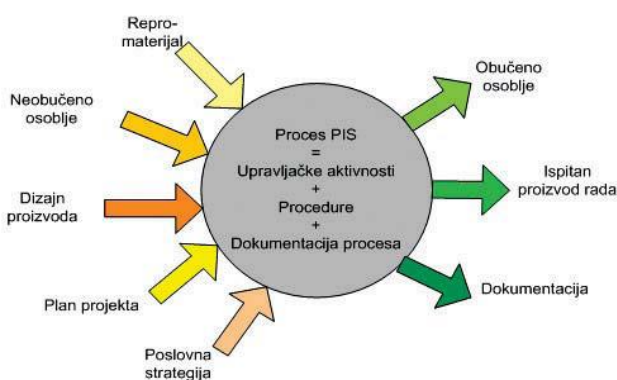 Repro-
materijal
Neobučeno
osoblje
Dizajn
proizvoda
Plan projekta
Poslovna
strategija
Proces PIS
=
Upravljačke aktivnosti
+
Procedure
+
Dokumentacija procesa
Obučeno
osoblje
Ispitan
proizvod rada
Dokumentacija